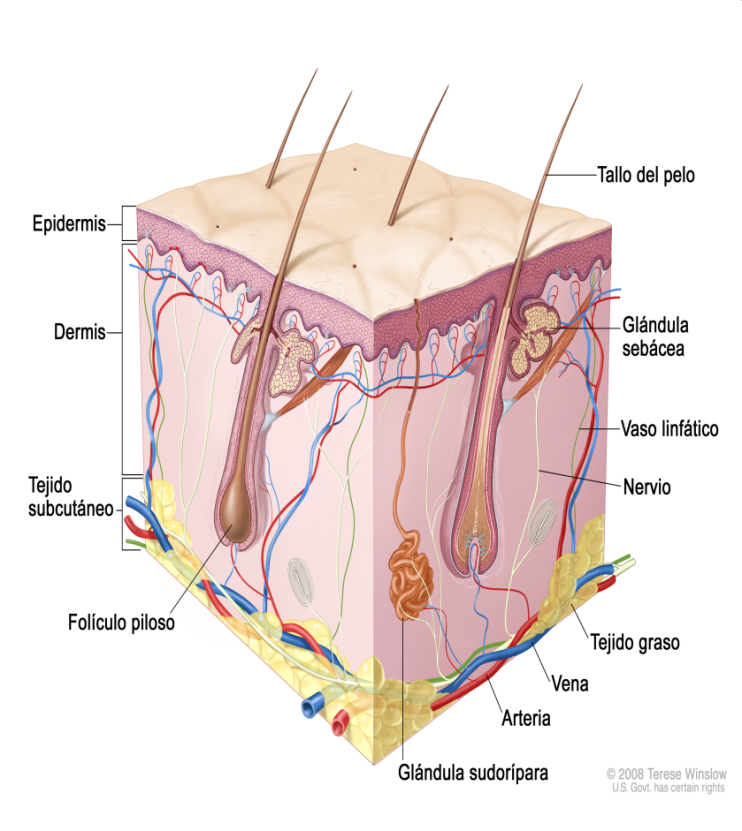 Tallo del pelo
Epidermis
Dermis
Glándula
sebácea
Vaso linfático
Nervio
Tejido
subcutáneo
Folículo piloso
Tejido graso
Vena
Arteria
Glándula sudorípara
© 2008 Terese Winslow
U.S. Govt. has certain rights